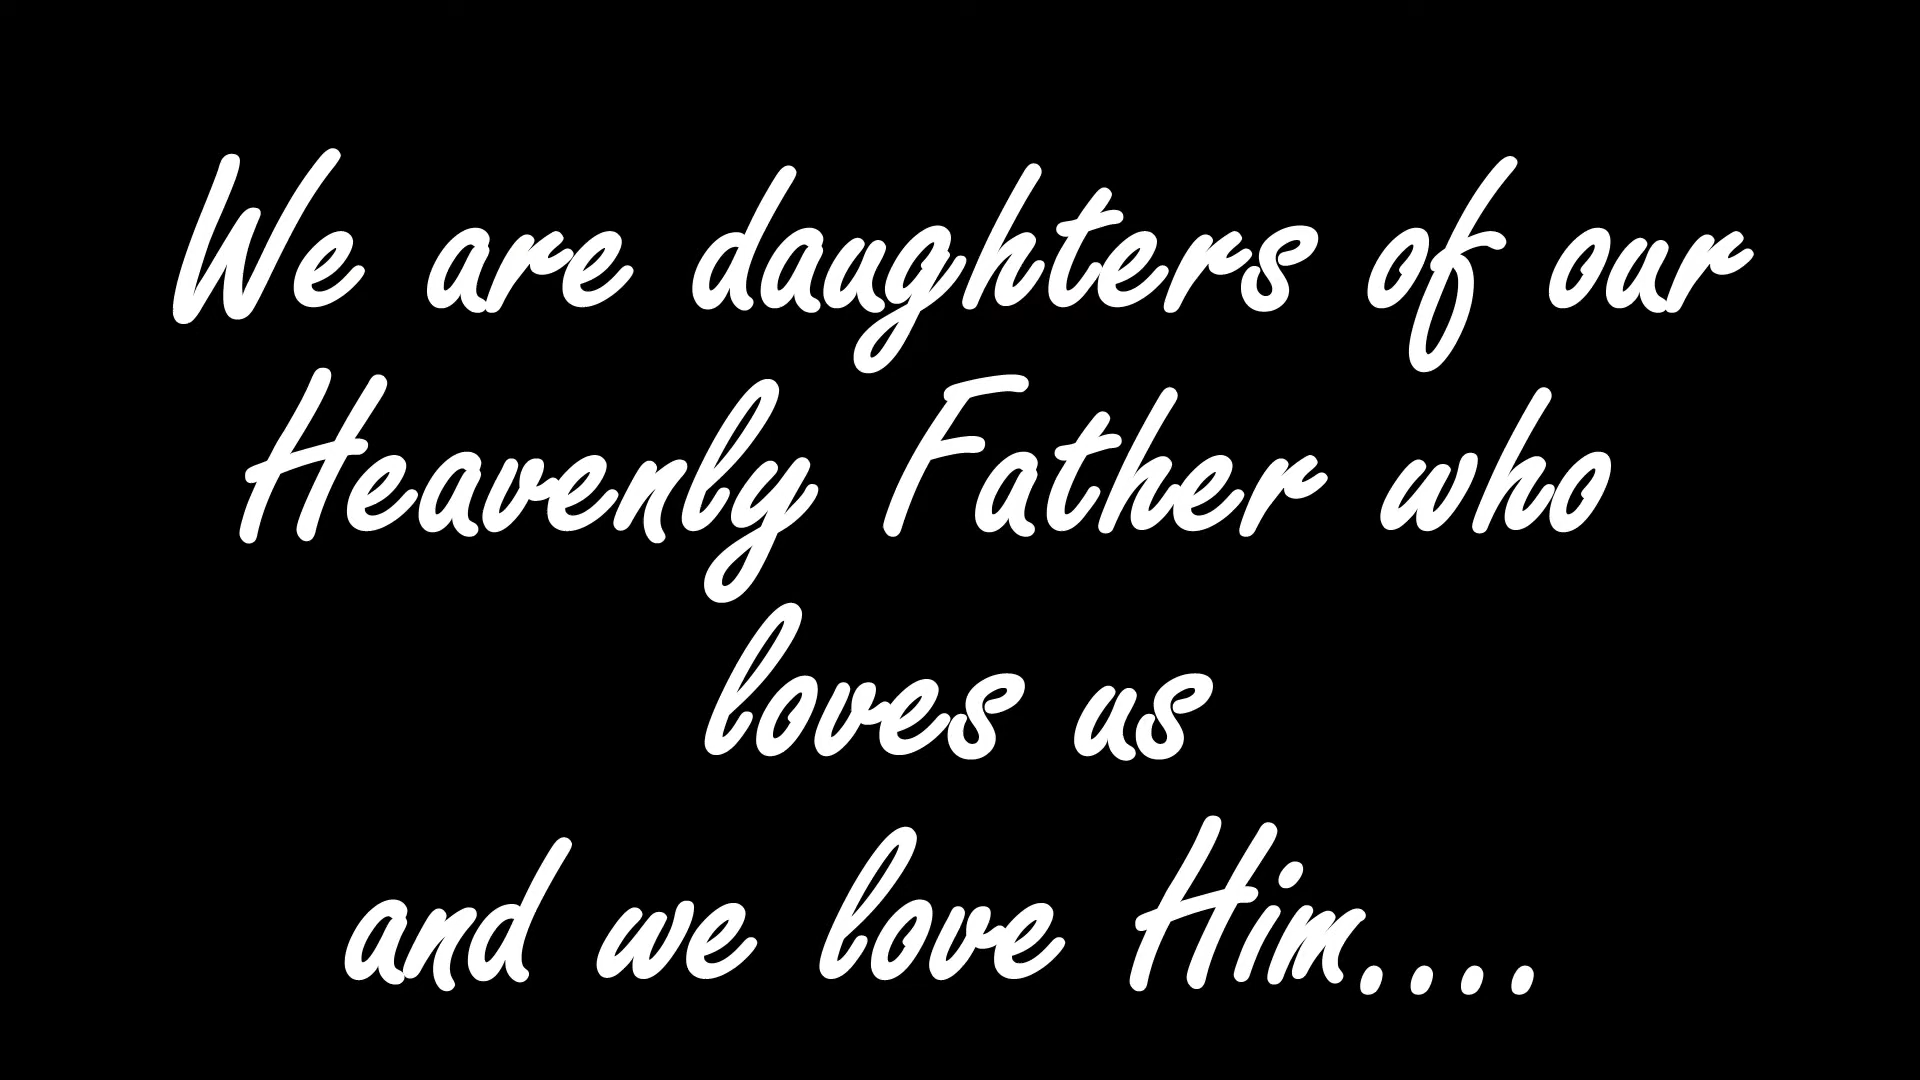 We are daughters of our
Heavenly Father who
loves us
and we love Him....